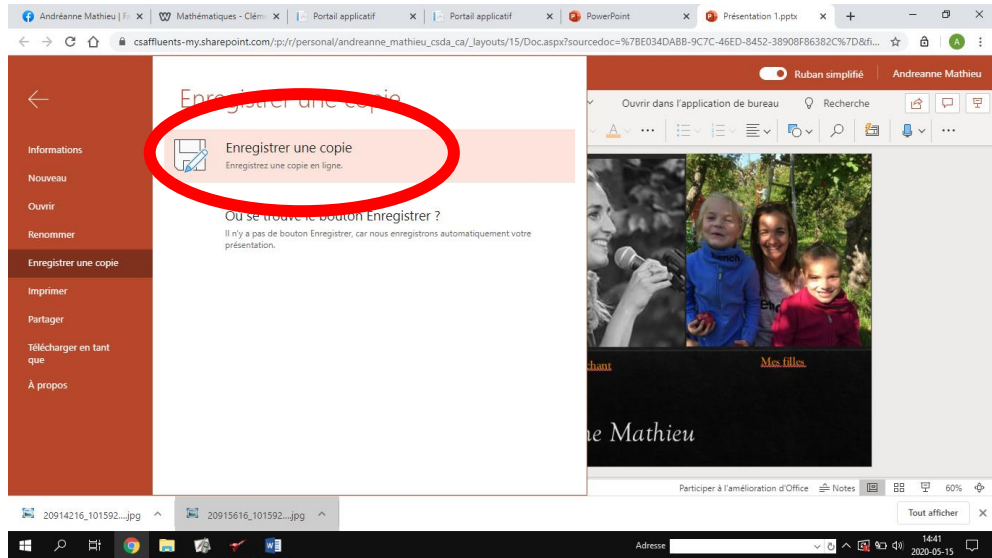 Andréanne Mathieu | F
Mathématiques - Clém
Portail applicatif
Portail applicatif
PowerPoint
Présentation 1.pptx
csaffluents-my.sharepoint.com/:p:/r/personal/andreanne_mathieu_csda_ca/_layouts/15/Doc.aspx?sourcedoc=%7BE034DABB-9C7C-46ED-8452-38908F86382C%7D&fi...
A
Ruban simplifié
Andreanne Mathieu
Enregistrer une copie
Ouvrir dans l'application de bureau
Recherche
Informations
Nouveau
Ouvrir
Renommer
Enregistrer une copie
Imprimer
Partager
Télécharger en tant
que
À propos
Enregistrer une copie
Enregistrez une copie en ligne.
Où se trouve le bouton Enregistrer ?
Il n'y a pas de bouton Enregistrer, car nous enregistrons automatiquement votre
présentation.
chant
Mes filles
ne Mathieu
Participer à l'amélioration d'Office
Notes
60%
20914216_101592....jpg
20915616_101592....jpg
Tout afficher
Adresse
14:41
2020-05-15